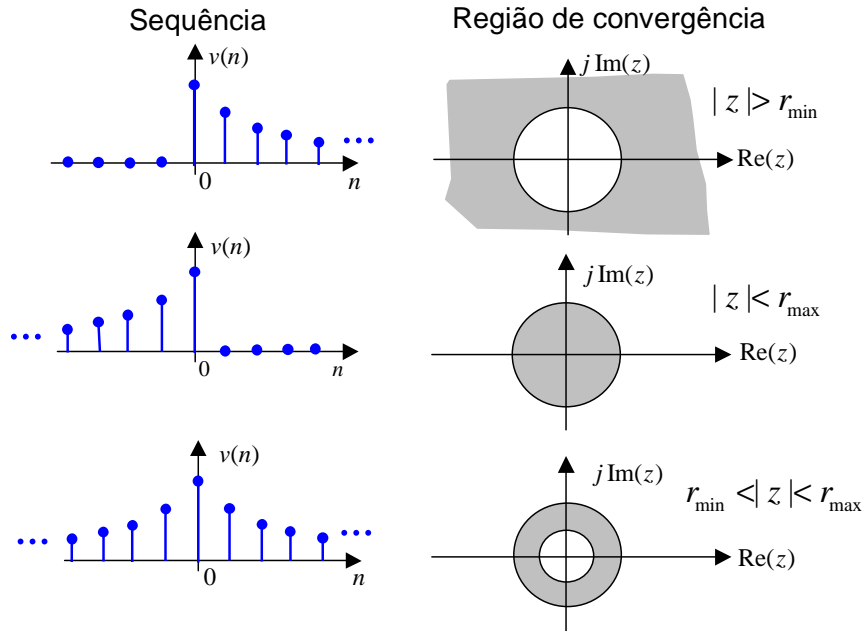 Sequência
Região de convergência
v(n)
0
n
j Im(z)
Re(z)
| z |> r_min
v(n)
0
n
j Im(z)
Re(z)
| z |< r_max
v(n)
0
n
j Im(z)
Re(z)
r_min <| z |< r_max